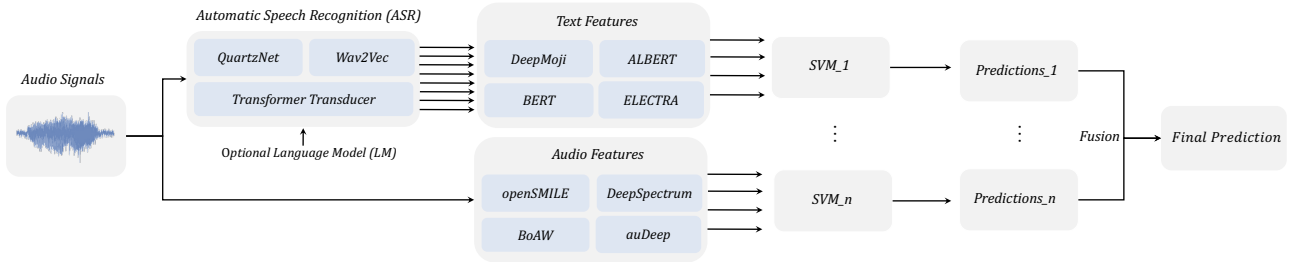 Audio Signals
Automatic Speech Recognition (ASR)
QuartzNet
Wav2Vec
Transformer Transducer
Optional Language Model (LM)
Text Features
DeepMoji
ALBERT
BERT
ELECTRA
Audio Features
openSMILE
DeepSpectrum
BoAW
auDeep
SVM_1
⋮
SVM_n
Predictions_1
⋮
Predictions_n
Fusion
Final Prediction